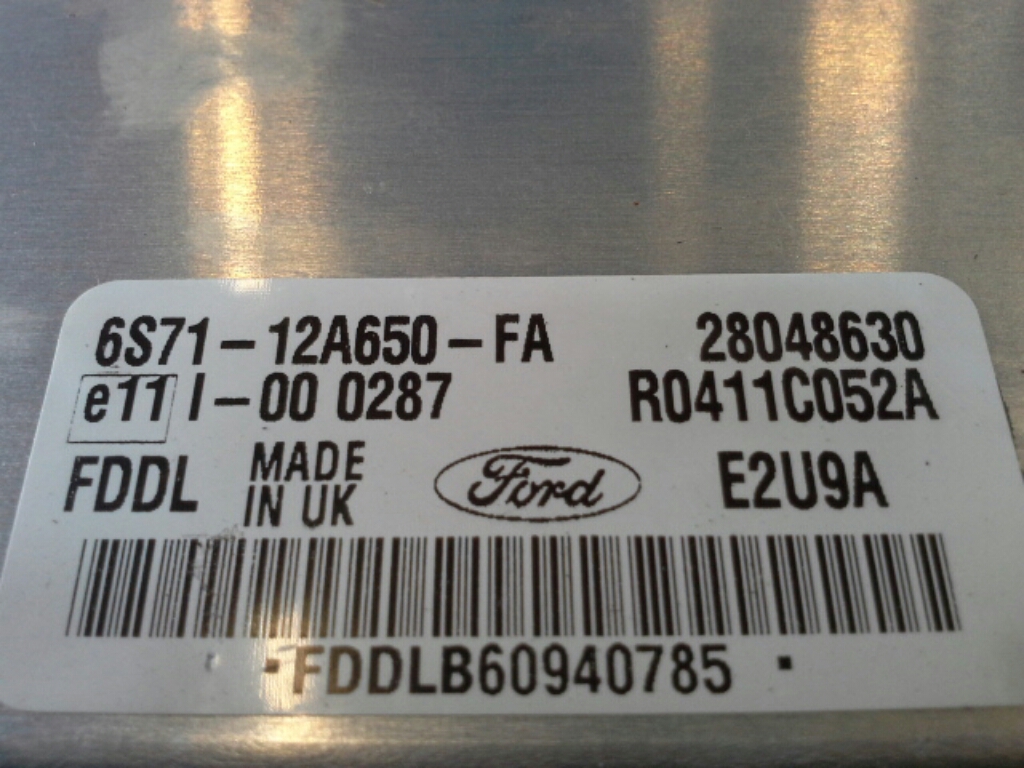 6S71-12A650-FA 28048630
e11 I-00 0287 R0411C052A
FDDL MADE IN UK Ford E2U9A
·FDDLB60940785 ·